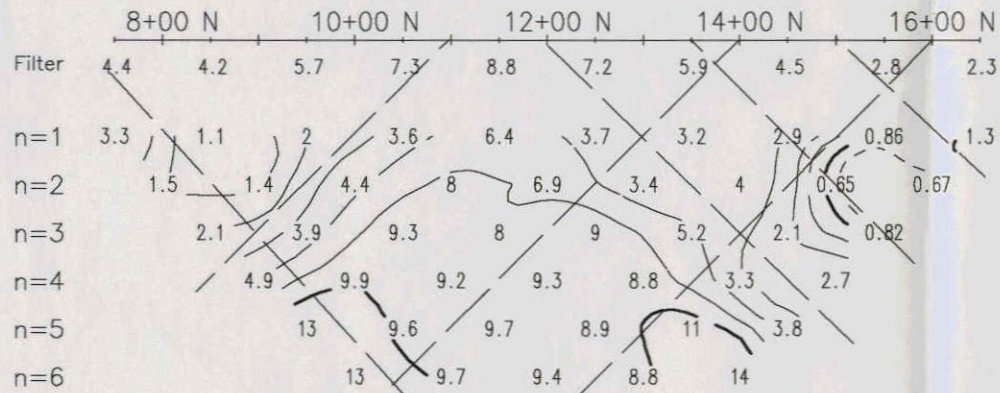 8+00 N 10+00 N 12+00 N 14+00 N 16+00 N
Filter 4.4 4.2 5.7 7.3 8.8 7.2 5.9 4.5 2.8 2.3
n=1 3.3 1.1 2 3.6 6.4 3.7 3.2 2.9 0.86 1.3
n=2 1.5 1.4 4.4 8 6.9 3.4 4 0.65 0.67
n=3 2.1 3.9 9.3 8 9 5.2 2.1 0.82
n=4 4.9 9.9 9.2 9.3 8.8 3.3 2.7
n=5 13 9.6 9.7 8.9 11 3.8
n=6 13 9.7 9.4 8.8 14